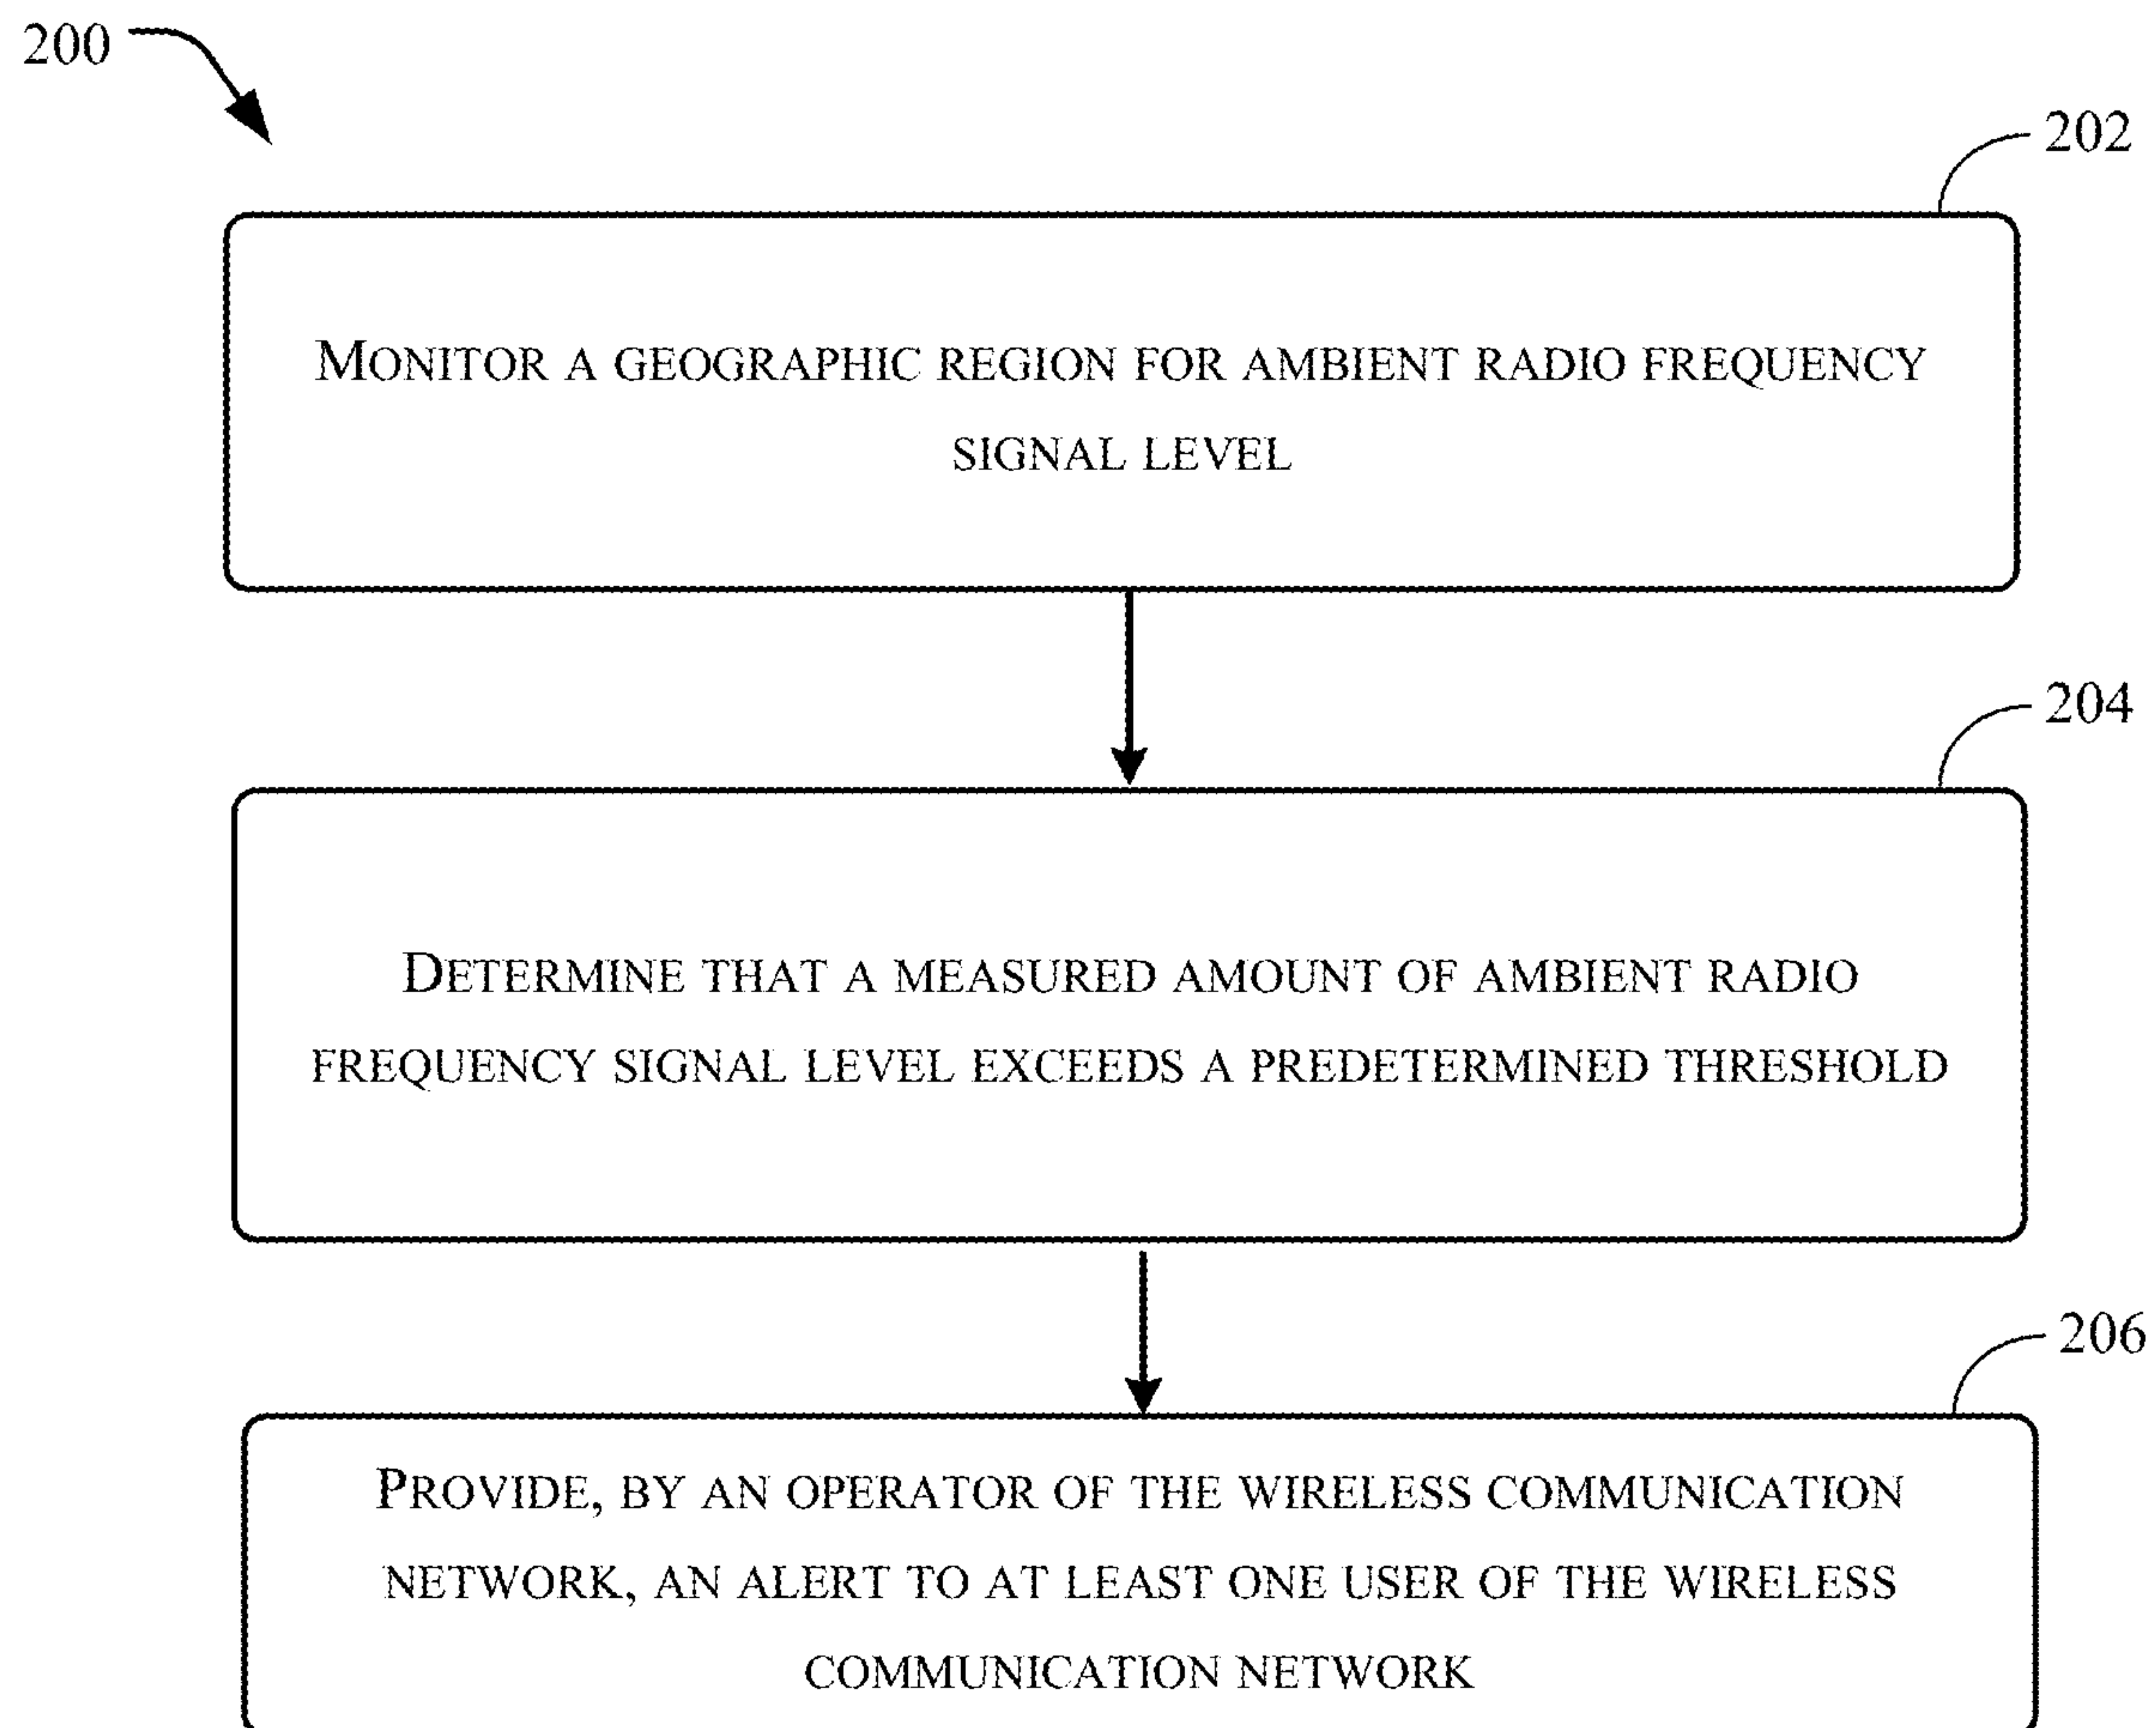 200
202
MONITOR A GEOGRAPHIC REGION FOR AMBIENT RADIO FREQUENCY
SIGNAL LEVEL
204
DETERMINE THAT A MEASURED AMOUNT OF AMBIENT RADIO
FREQUENCY SIGNAL LEVEL EXCEEDS A PREDETERMINED THRESHOLD
206
PROVIDE, BY AN OPERATOR OF THE WIRELESS COMMUNICATION
NETWORK, AN ALERT TO AT LEAST ONE USER OF THE WIRELESS
COMMUNICATION NETWORK